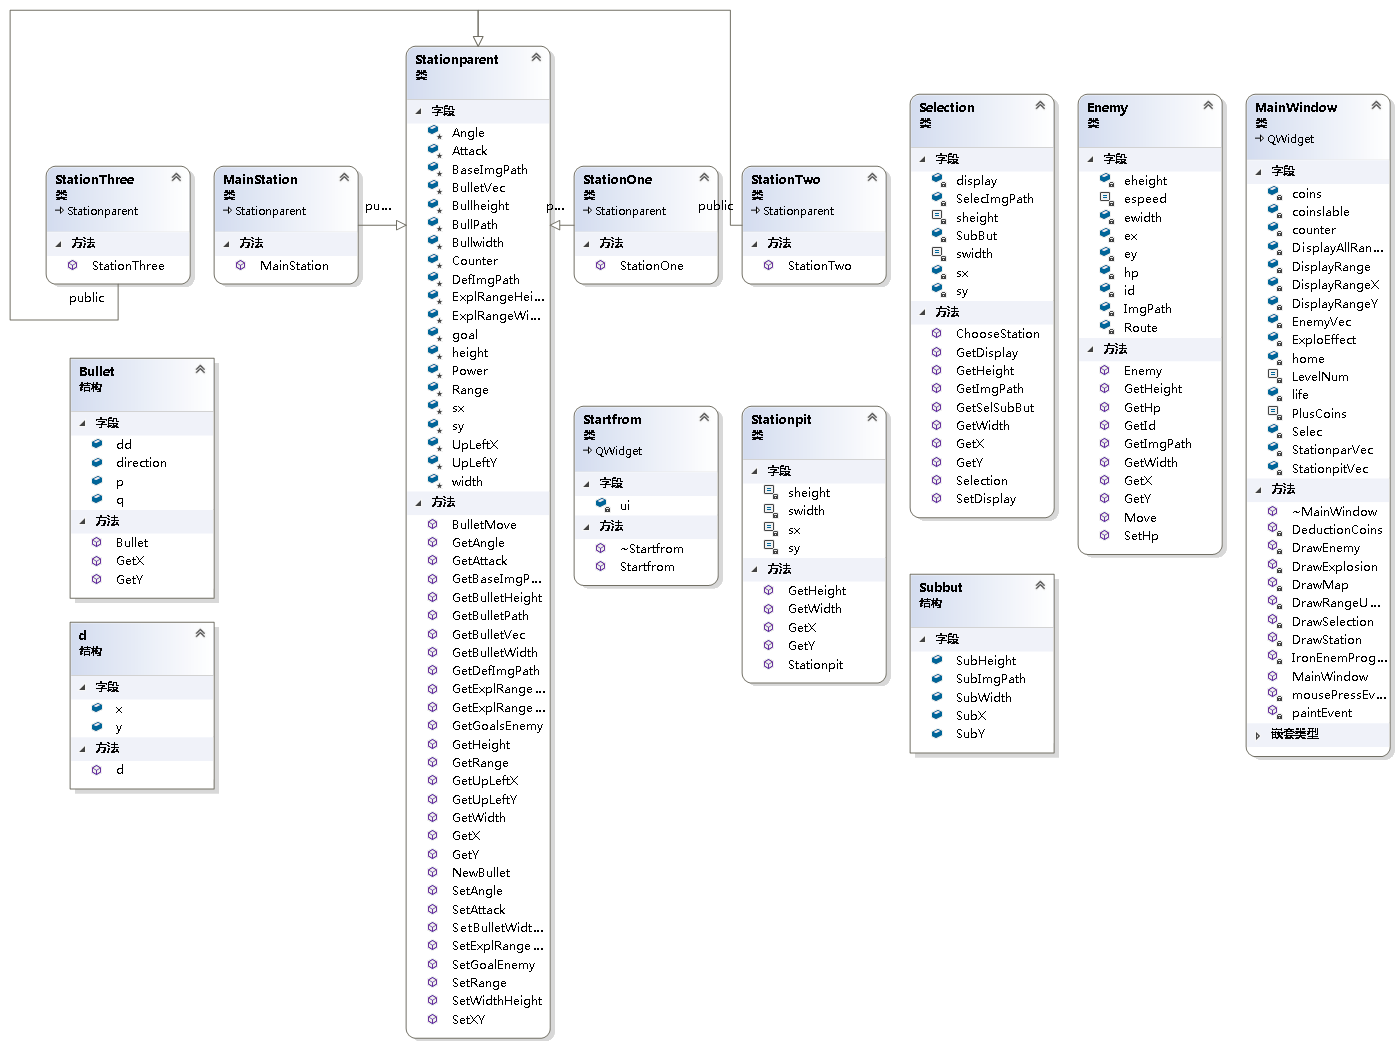 Stationparent
类
字段
Angle
Attack
BaseImgPath
BulletVec
Bullheight
BullPath
Bullwidth
Counter
DefImgPath
ExplRangeHei...
ExplRangeWi...
goal
height
Power
Range
sx
sy
UpLeftX
UpLeftY
width
方法
BulletMove
GetAngle
GetAttack
GetBaseImgP...
GetBulletHeight
GetBulletPath
GetBulletVec
GetBulletWidth
GetDefImgPath
GetExplRange ...
GetExplRange ...
GetGoalsEnemy
GetHeight
GetRange
GetUpLeftX
GetUpLeftY
GetWidth
GetX
GetY
NewBullet
SetAngle
SetAttack
SetBulletWidt...
SetExplRange ...
SetGoalEnemy
SetRange
SetWidthHeight
SetXY
StationThree
类
Stationparent
方法
StationThree
public
MainStation
类
Stationparent
方法
MainStation
pu...
StationOne
类
Stationparent
方法
StationOne
p...
StationTwo
类
Stationparent
方法
StationTwo
public
Bullet
结构
字段
dd
direction
p
q
方法
Bullet
GetX
GetY
d
结构
字段
x
y
方法
d
Startfrom
类
QWidget
字段
ui
方法
~Startfrom
Startfrom
Stationpit
类
字段
sheight
swidth
sx
sy
方法
GetHeight
GetWidth
GetX
GetY
Stationpit
Selection
类
字段
display
SelecImgPath
sheight
SubBut
swidth
sx
sy
方法
ChooseStation
GetDisplay
GetHeight
GetImgPath
GetSelSubBut
GetWidth
GetX
GetY
Selection
SetDisplay
Subbut
结构
字段
SubHeight
SubImgPath
SubWidth
SubX
SubY
Enemy
类
字段
eheight
espeed
ewidth
ex
ey
hp
id
ImgPath
Route
方法
Enemy
GetHeight
GetHp
GetId
GetImgPath
GetWidth
GetX
GetY
Move
SetHp
MainWindow
类
QWidget
字段
coins
coinslable
counter
DisplayAllRan...
DisplayRange
DisplayRangeX
DisplayRangeY
EnemyVec
ExploEffect
home
LevelNum
life
PlusCoins
Selec
StationparVec
StationpitVec
方法
~MainWindow
DeductionCoins
DrawEnemy
DrawExplosion
DrawMap
DrawRangeU...
DrawSelection
DrawStation
IronEnemProg...
MainWindow
mousePressEv...
paintEvent
嵌套类型